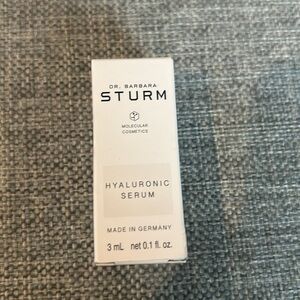 DR. BARBARA
STURM
MOLECULAR
COSMETICS
HYALURONIC
SERUM
MADE IN GERMANY
3 mL net 0.1 fl. oz.